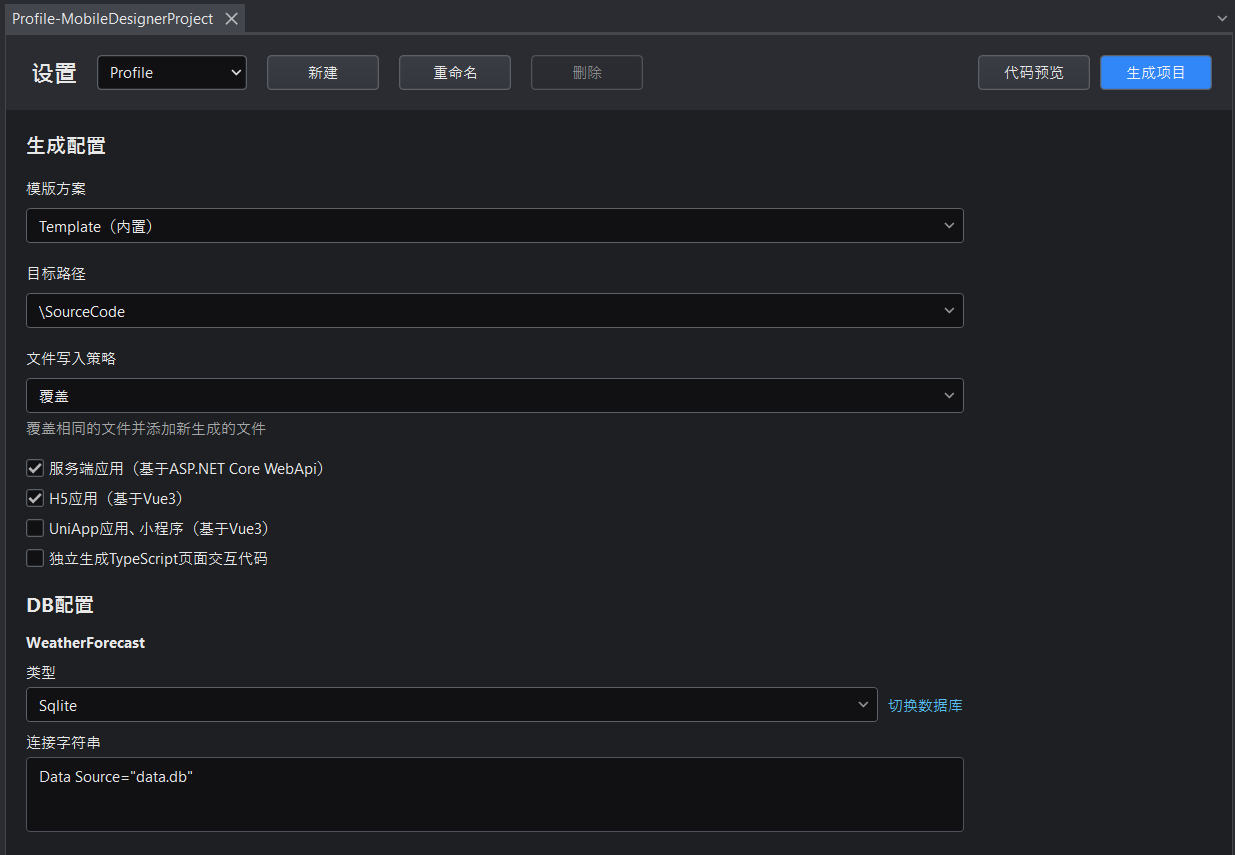 Profile-MobileDesignerProject
设置 Profile 新建 重命名 删除 代码预览 生成项目
生成配置
模版方案
Template（内置）
目标路径
\SourceCode
文件写入策略
覆盖
覆盖相同的文件并添加新生成的文件
服务端应用（基于ASP.NET Core WebApi）
H5应用（基于Vue3）
UniApp应用、小程序（基于Vue3）
独立生成TypeScript页面交互代码
DB配置
WeatherForecast
类型
Sqlite 切换数据库
连接字符串
Data Source="data.db"